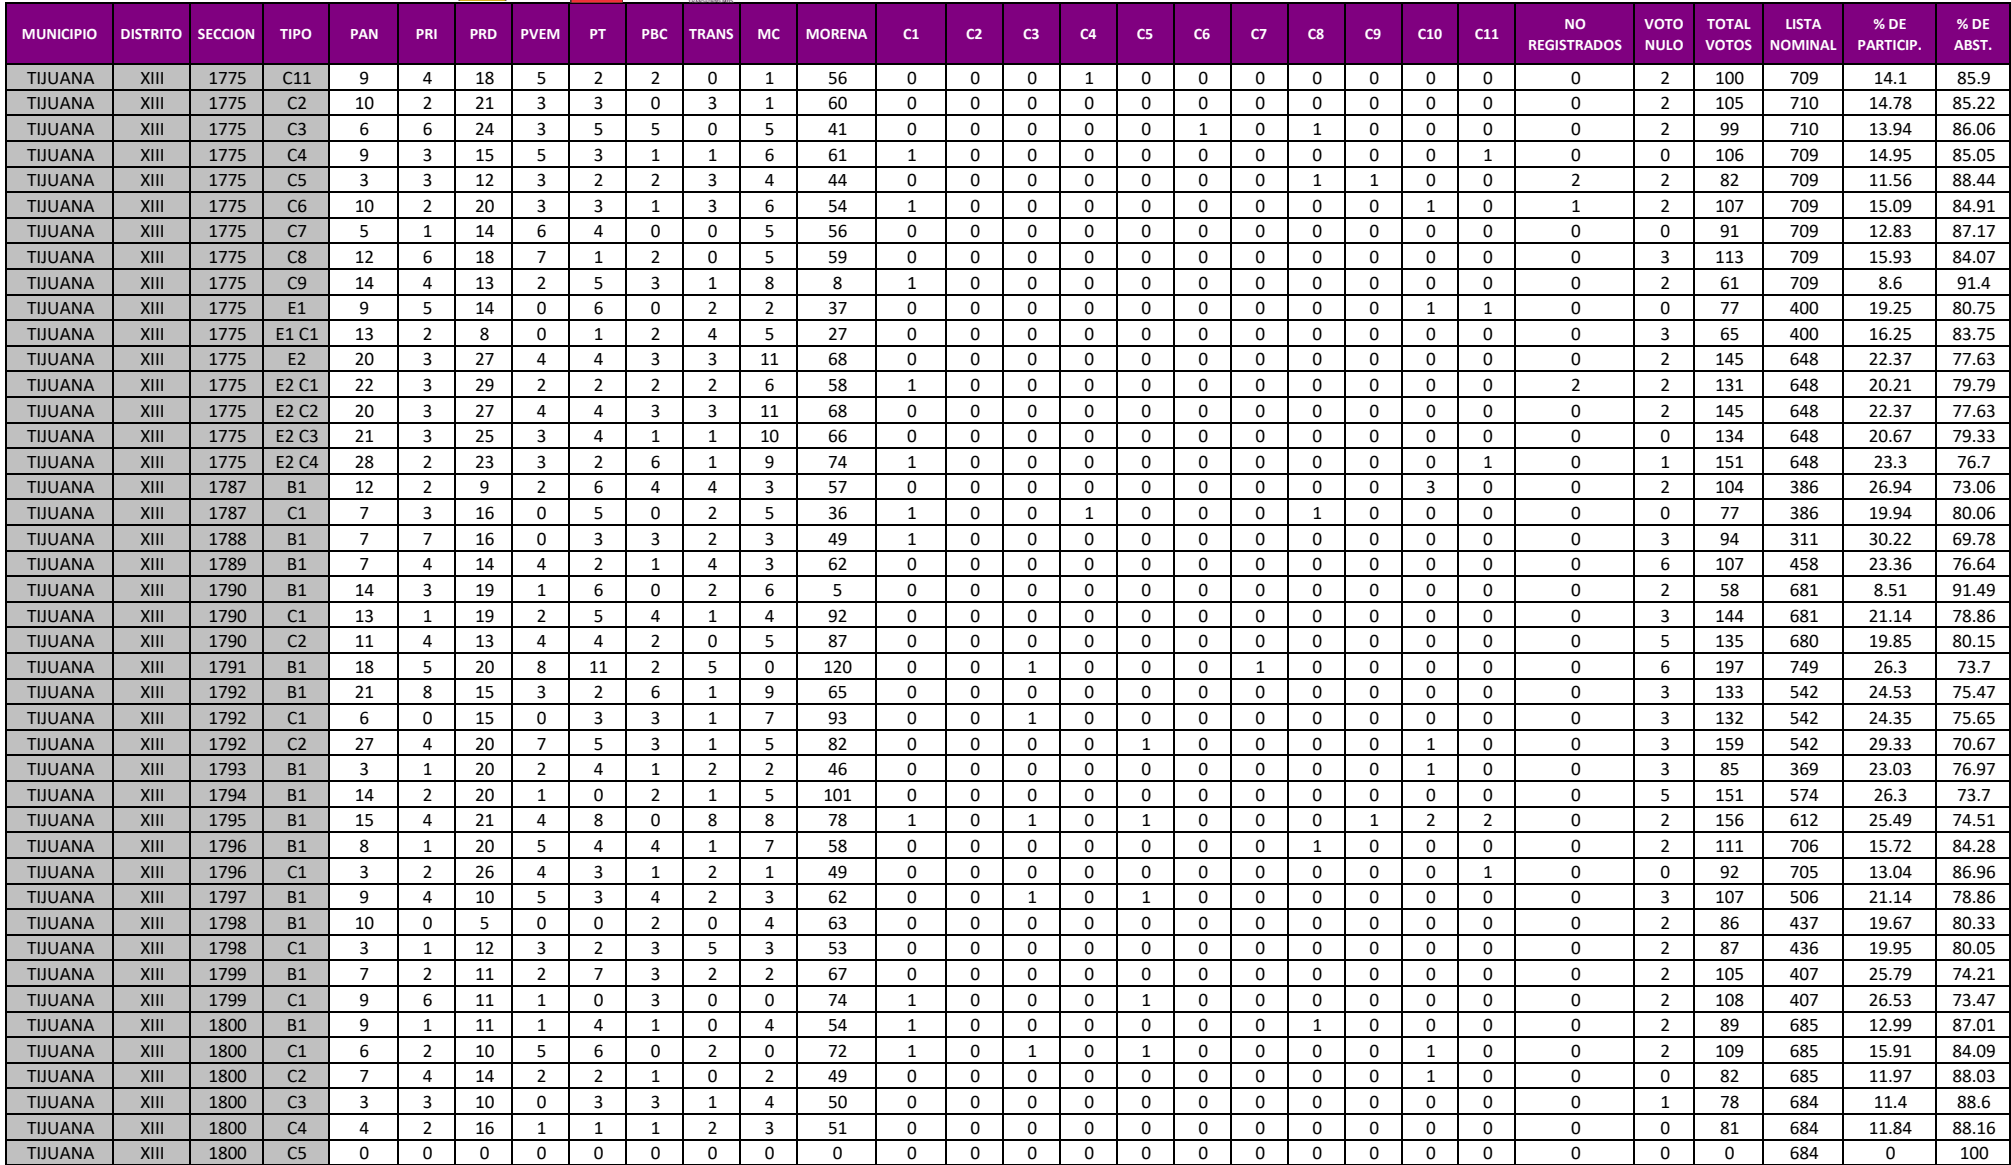 MUNICIPIO DISTRITO SECCION TIPO PAN PRI PRD PVEM PT PBC TRANS MC MORENA C1 C2 C3 C4 C5 C6 C7 C8 C9 C10 C11 NO REGISTRADOS VOTO NULO TOTAL VOTOS LISTA NOMINAL % DE PARTICIP. % DE ABST.
TIJUANA XIII 1775 C11 9 4 18 5 2 2 0 1 56 0 0 0 1 0 0 0 0 0 0 0 0 2 100 709 14.1 85.9
TIJUANA XIII 1775 C2 10 2 21 3 3 0 3 1 60 0 0 0 0 0 0 0 0 0 0 0 0 2 105 710 14.78 85.22
TIJUANA XIII 1775 C3 6 6 24 3 5 5 0 5 41 0 0 0 0 0 1 0 1 0 0 0 0 2 99 710 13.94 86.06
TIJUANA XIII 1775 C4 9 3 15 5 3 1 1 6 61 1 0 0 0 0 0 0 0 0 0 1 0 0 106 709 14.95 85.05
TIJUANA XIII 1775 C5 3 3 12 3 2 2 3 4 44 0 0 0 0 0 0 0 1 1 0 0 2 2 82 709 11.56 88.44
TIJUANA XIII 1775 C6 10 2 20 3 3 1 3 6 54 1 0 0 0 0 0 0 0 0 1 0 1 2 107 709 15.09 84.91
TIJUANA XIII 1775 C7 5 1 14 6 4 0 0 5 56 0 0 0 0 0 0 0 0 0 0 0 0 0 91 709 12.83 87.17
TIJUANA XIII 1775 C8 12 6 18 7 1 2 0 5 59 0 0 0 0 0 0 0 0 0 0 0 0 3 113 709 15.93 84.07
TIJUANA XIII 1775 C9 14 4 13 2 5 3 1 8 8 1 0 0 0 0 0 0 0 0 0 0 0 2 61 709 8.6 91.4
TIJUANA XIII 1775 E1 9 5 14 0 6 0 2 2 37 0 0 0 0 0 0 0 0 0 1 1 0 0 77 400 19.25 80.75
TIJUANA XIII 1775 E1 C1 13 2 8 0 1 2 4 5 27 0 0 0 0 0 0 0 0 0 0 0 0 3 65 400 16.25 83.75
TIJUANA XIII 1775 E2 20 3 27 4 4 3 3 11 68 0 0 0 0 0 0 0 0 0 0 0 0 2 145 648 22.37 77.63
TIJUANA XIII 1775 E2 C1 22 3 29 2 2 2 2 6 58 1 0 0 0 0 0 0 0 0 0 0 2 2 131 648 20.21 79.79
TIJUANA XIII 1775 E2 C2 20 3 27 4 4 3 3 11 68 0 0 0 0 0 0 0 0 0 0 0 0 2 145 648 22.37 77.63
TIJUANA XIII 1775 E2 C3 21 3 25 3 4 1 1 10 66 0 0 0 0 0 0 0 0 0 0 0 0 0 134 648 20.67 79.33
TIJUANA XIII 1775 E2 C4 28 2 23 3 2 6 1 9 74 1 0 0 0 0 0 0 0 0 0 1 0 1 151 648 23.3 76.7
TIJUANA XIII 1787 B1 12 2 9 2 6 4 4 3 57 0 0 0 0 0 0 0 0 0 3 0 0 2 104 386 26.94 73.06
TIJUANA XIII 1787 C1 7 3 16 0 5 0 2 5 36 1 0 0 1 0 0 0 1 0 0 0 0 0 77 386 19.94 80.06
TIJUANA XIII 1788 B1 7 7 16 0 3 3 2 3 49 1 0 0 0 0 0 0 0 0 0 0 0 3 94 311 30.22 69.78
TIJUANA XIII 1789 B1 7 4 14 4 2 1 4 3 62 0 0 0 0 0 0 0 0 0 0 0 0 6 107 458 23.36 76.64
TIJUANA XIII 1790 B1 14 3 19 1 6 0 2 6 5 0 0 0 0 0 0 0 0 0 0 0 0 2 58 681 8.51 91.49
TIJUANA XIII 1790 C1 13 1 19 2 5 4 1 4 92 0 0 0 0 0 0 0 0 0 0 0 0 3 144 681 21.14 78.86
TIJUANA XIII 1790 C2 11 4 13 4 4 2 0 5 87 0 0 0 0 0 0 0 0 0 0 0 0 5 135 680 19.85 80.15
TIJUANA XIII 1791 B1 18 5 20 8 11 2 5 0 120 0 0 1 0 0 0 1 0 0 0 0 0 6 197 749 26.3 73.7
TIJUANA XIII 1792 B1 21 8 15 3 2 6 1 9 65 0 0 0 0 0 0 0 0 0 0 0 0 3 133 542 24.53 75.47
TIJUANA XIII 1792 C1 6 0 15 0 3 3 1 7 93 0 0 1 0 0 0 0 0 0 0 0 0 3 132 542 24.35 75.65
TIJUANA XIII 1792 C2 27 4 20 7 5 3 1 5 82 0 0 0 0 1 0 0 0 0 1 0 0 3 159 542 29.33 70.67
TIJUANA XIII 1793 B1 3 1 20 2 4 1 2 2 46 0 0 0 0 0 0 0 0 0 1 0 0 3 85 369 23.03 76.97
TIJUANA XIII 1794 B1 14 2 20 1 0 2 1 5 101 0 0 0 0 0 0 0 0 0 0 0 0 5 151 574 26.3 73.7
TIJUANA XIII 1795 B1 15 4 21 4 8 0 8 8 78 1 0 1 0 1 0 0 0 1 2 2 0 2 156 612 25.49 74.51
TIJUANA XIII 1796 B1 8 1 20 5 4 4 1 7 58 0 0 0 0 0 0 0 1 0 0 0 0 2 111 706 15.72 84.28
TIJUANA XIII 1796 C1 3 2 26 4 3 1 2 1 49 0 0 0 0 0 0 0 0 0 0 1 0 0 92 705 13.04 86.96
TIJUANA XIII 1797 B1 9 4 10 5 3 4 2 3 62 0 0 1 0 1 0 0 0 0 0 0 0 3 107 506 21.14 78.86
TIJUANA XIII 1798 B1 10 0 5 0 0 2 0 4 63 0 0 0 0 0 0 0 0 0 0 0 0 2 86 437 19.67 80.33
TIJUANA XIII 1798 C1 3 1 12 3 2 3 5 3 53 0 0 0 0 0 0 0 0 0 0 0 0 2 87 436 19.95 80.05
TIJUANA XIII 1799 B1 7 2 11 2 7 3 2 2 67 0 0 0 0 0 0 0 0 0 0 0 0 2 105 407 25.79 74.21
TIJUANA XIII 1799 C1 9 6 11 1 0 3 0 0 74 1 0 0 0 1 0 0 0 0 0 0 0 2 108 407 26.53 73.47
TIJUANA XIII 1800 B1 9 1 11 1 4 1 0 4 54 1 0 0 0 0 0 0 1 0 0 0 0 2 89 685 12.99 87.01
TIJUANA XIII 1800 C1 6 2 10 5 6 0 2 0 72 1 0 1 0 1 0 0 0 0 1 0 0 2 109 685 15.91 84.09
TIJUANA XIII 1800 C2 7 4 14 2 2 1 0 2 49 0 0 0 0 0 0 0 0 0 1 0 0 0 82 685 11.97 88.03
TIJUANA XIII 1800 C3 3 3 10 0 3 3 1 4 50 0 0 0 0 0 0 0 0 0 0 0 0 1 78 684 11.4 88.6
TIJUANA XIII 1800 C4 4 2 16 1 1 1 2 3 51 0 0 0 0 0 0 0 0 0 0 0 0 0 81 684 11.84 88.16
TIJUANA XIII 1800 C5 0 0 0 0 0 0 0 0 0 0 0 0 0 0 0 0 0 0 0 0 0 0 0 684 0 100